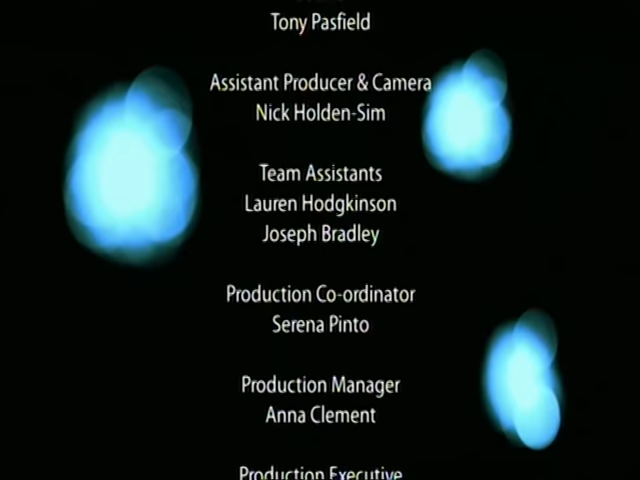 Tony Pasfield
Assistant Producer & Camera
Nick Holden-Sim
Team Assistants
Lauren Hodgkinson
Joseph Bradley
Production Co-ordinator
Serena Pinto
Production Manager
Anna Clement
Production Executive